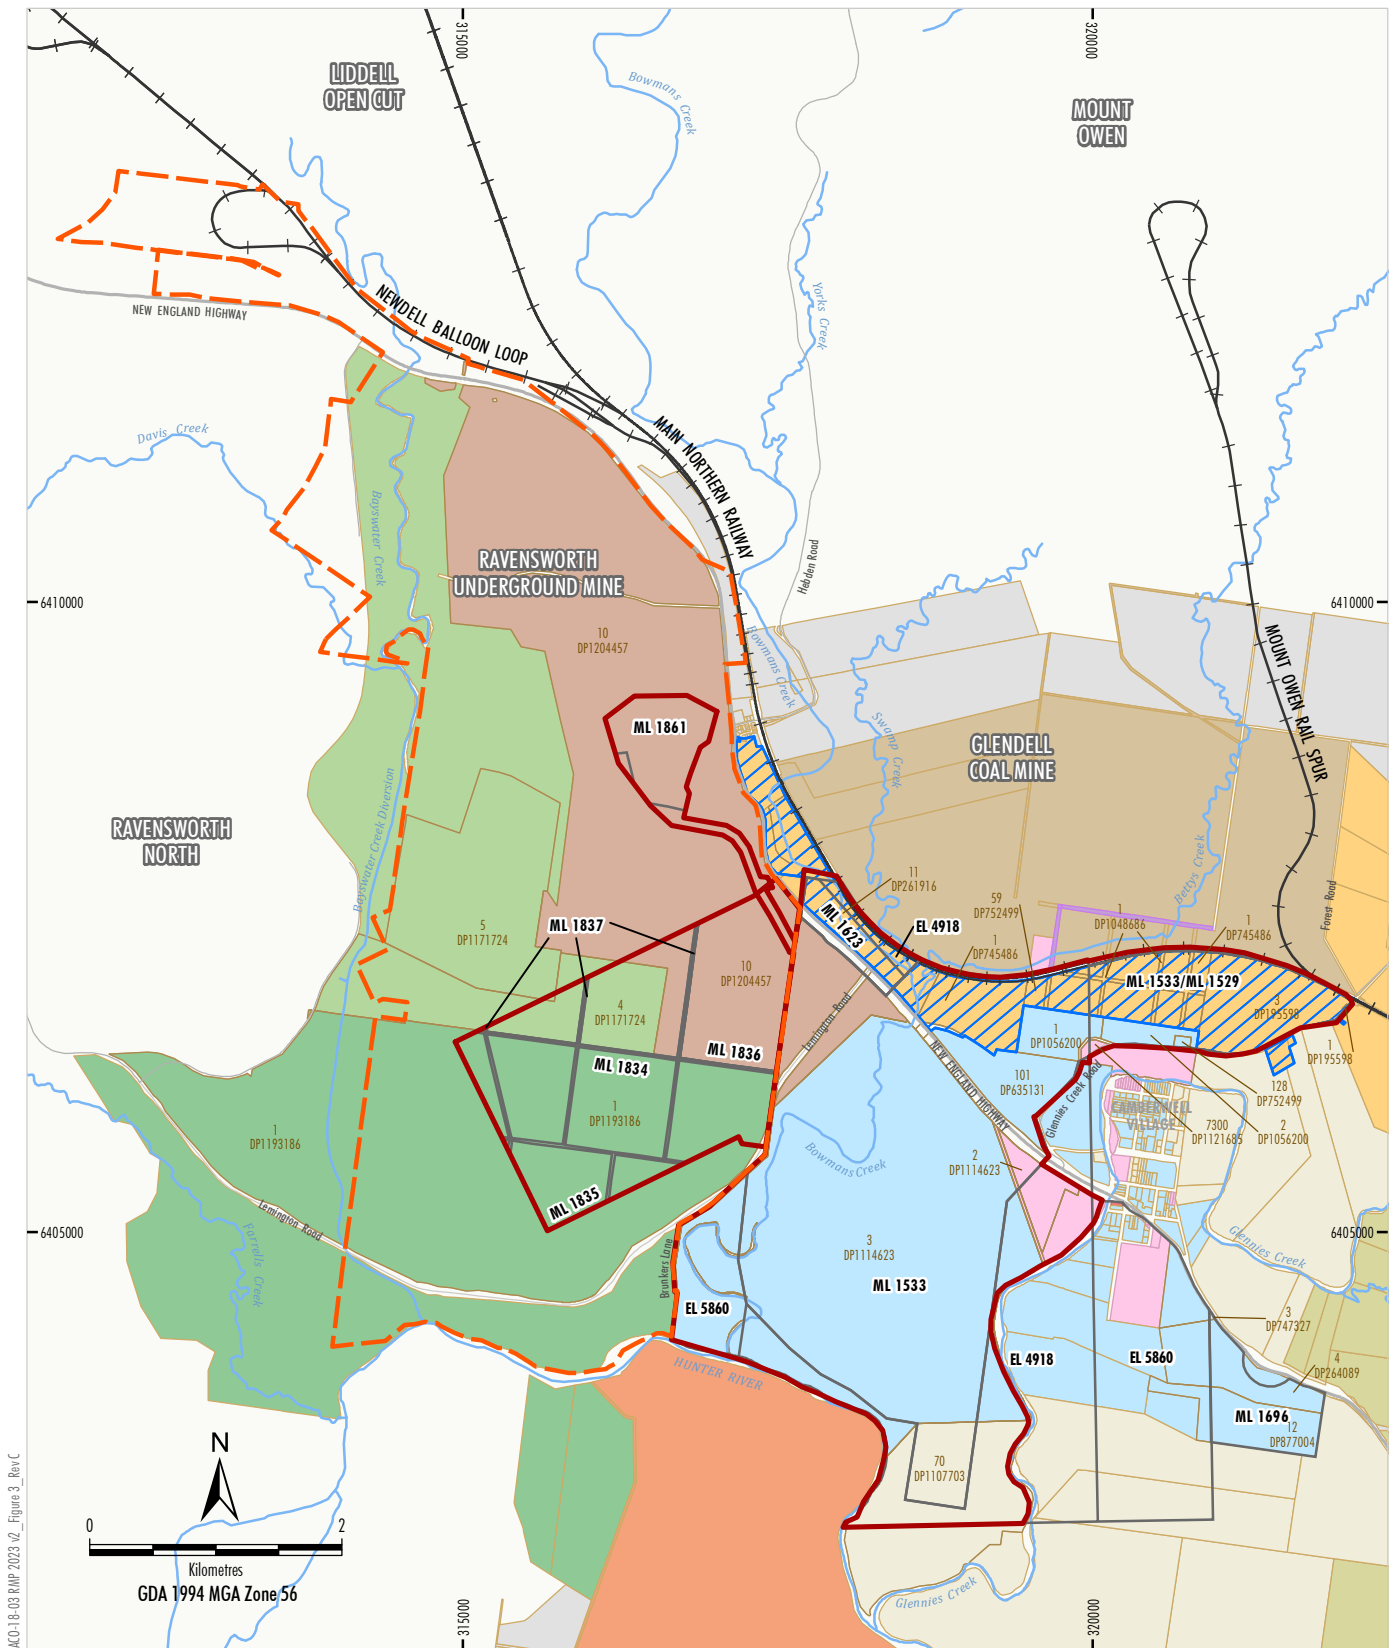 315000
320000
LIDDELL
OPEN CUT
Bowmans Creek
MOUNT
OWEN
NEW ENGLAND HIGHWAY
NEWDELL BALLOON LOOP
Yorks Creek
Davis Creek
MAIN NORTHERN RAILWAY
Bayswater Creek
RAVENSWORTH
UNDERGROUND MINE
Hebden Road
6410000
6410000
10
DP1204457
Bowmans Creek
MOUNT OWEN RAIL SPUR
ML 1861
Swamp Creek
GLENDELL
COAL MINE
RAVENSWORTH
NORTH
Bayswater Creek Diversion
Bettys Creek
11
DP261916
59
DP752499
Forest Road
5
DP1171724
ML 1837
ML 1623
EL 4918
1
DP1048686
1
DP745486
1
DP745486
10
DP1204457
ML 1533/ML 1529
4
DP1171724
Lemington Road
3
DP195598
1
DP1056200
1
DP195598
ML 1836
ML 1834
NEW ENGLAND HIGHWAY
101
DP635131
128
DP752499
Glennies Creek Road
CAMBERWELL
VILLAGE
1
DP1193186
1
DP1193186
7300
DP1121685
2
DP1056200
Bowmans Creek
2
DP1114623
ML 1835
Lemington Road
Farrells Creek
6405000
6405000
Brunkers Lane
3
DP1114623
Glennies Creek
ML 1533
EL 5860
3
DP747327
HUNTER RIVER
EL 4918
EL 5860
4
DP264089
ML 1696
12
DP877004
N
70
DP1107703
0
2
Kilometres
GDA 1994 MGA Zone 56
Glennies Creek
315000
320000
ACO-18-03 RMP 2023 v2_Figure 3_Rev C